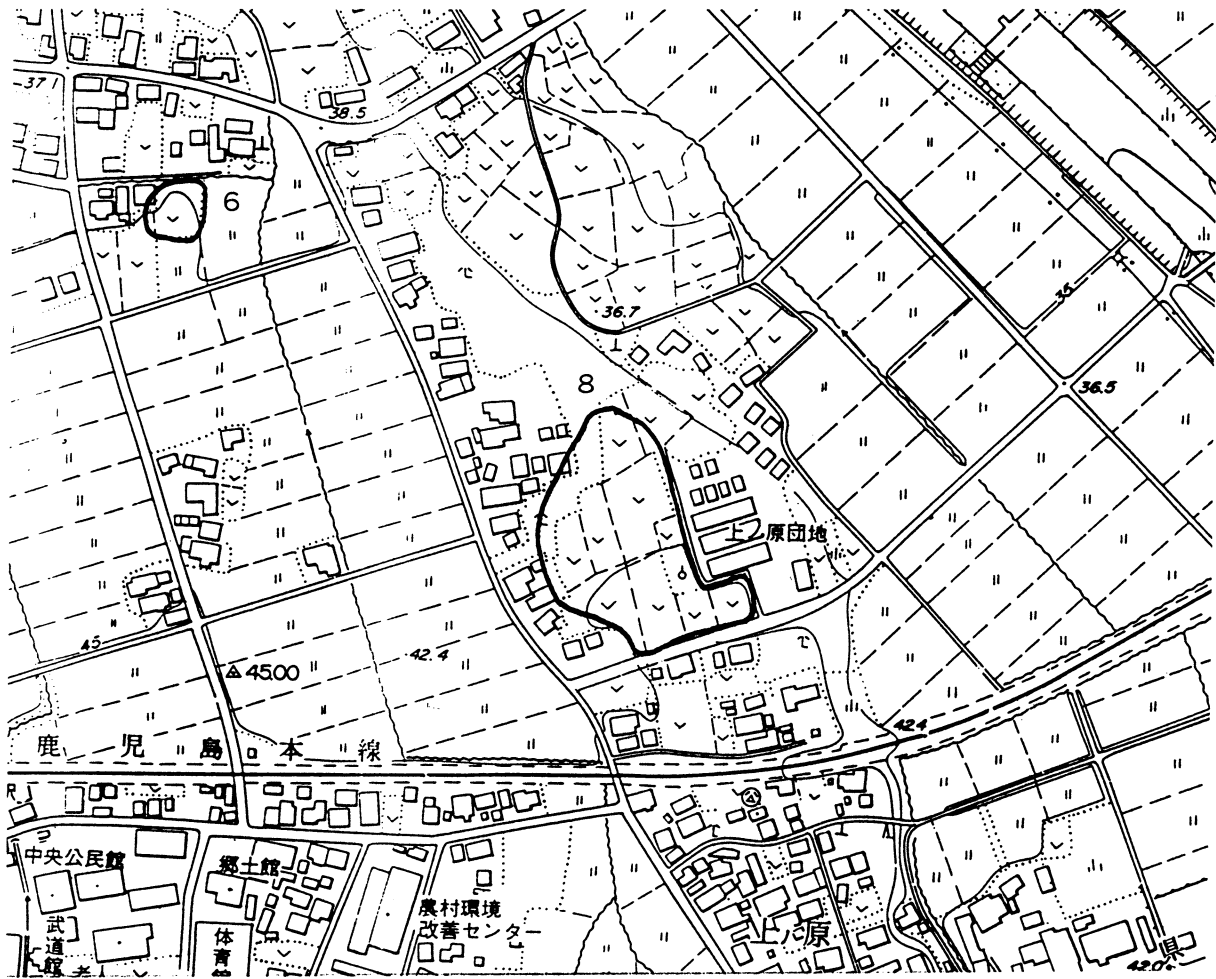 37.1
38.5
6
36.7
35
36.5
8
上ノ原団地
45
42.4
45.00
鹿児島本線
42.4
中央公民館
郷土館
武道館
体育館
農村環境
改善センター
上ノ原
県
42.0